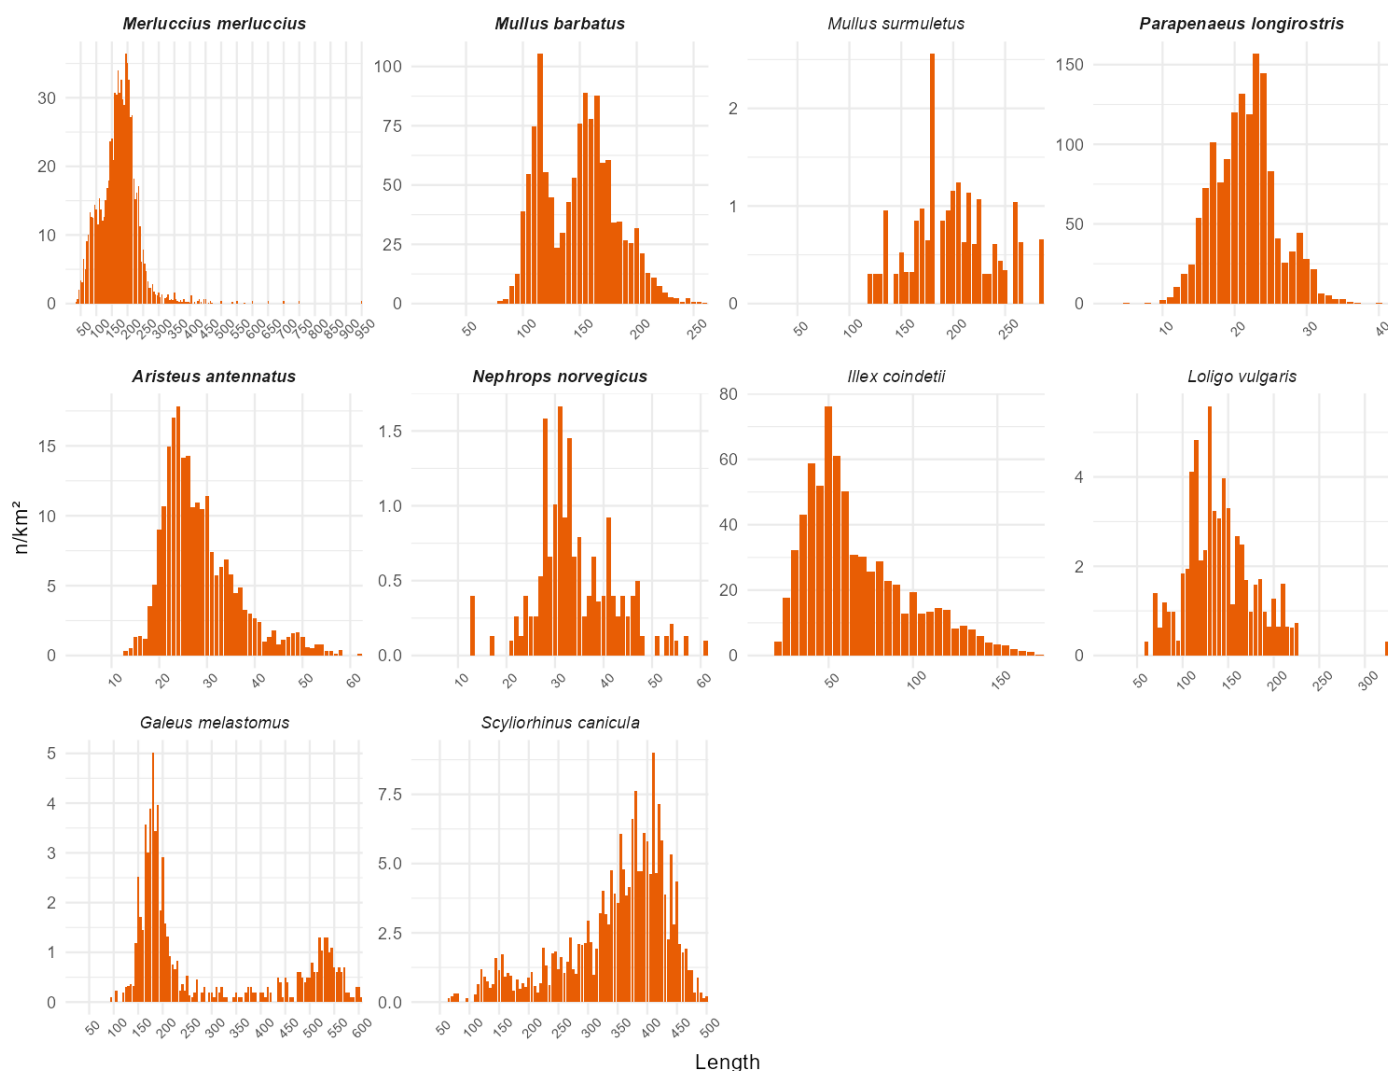 Merluccius merluccius
Mullus barbatus
Mullus surmuletus
Parapenaeus longirostris
30
20
10
0
50 100 150 200 250 300 350 400 450 500 550 600 650 700 750 800 850 900 950
100
75
50
25
0
50 100 150 200 250
2
1
0
50 100 150 200 250
150
100
50
0
10 20 30 40
Aristeus antennatus
Nephrops norvegicus
Illex coindetii
Loligo vulgaris
n/km²
15
10
5
0
10 20 30 40 50 60
1.5
1.0
0.5
0.0
10 20 30 40 50 60
80
60
40
20
0
50 100 150
4
2
0
50 100 150 200 250 300
Galeus melastomus
Scyliorhinus canicula
5
4
3
2
1
0
50 100 150 200 250 300 350 400 450 500 550 600
7.5
5.0
2.5
0.0
50 100 150 200 250 300 350 400 450 500
Length